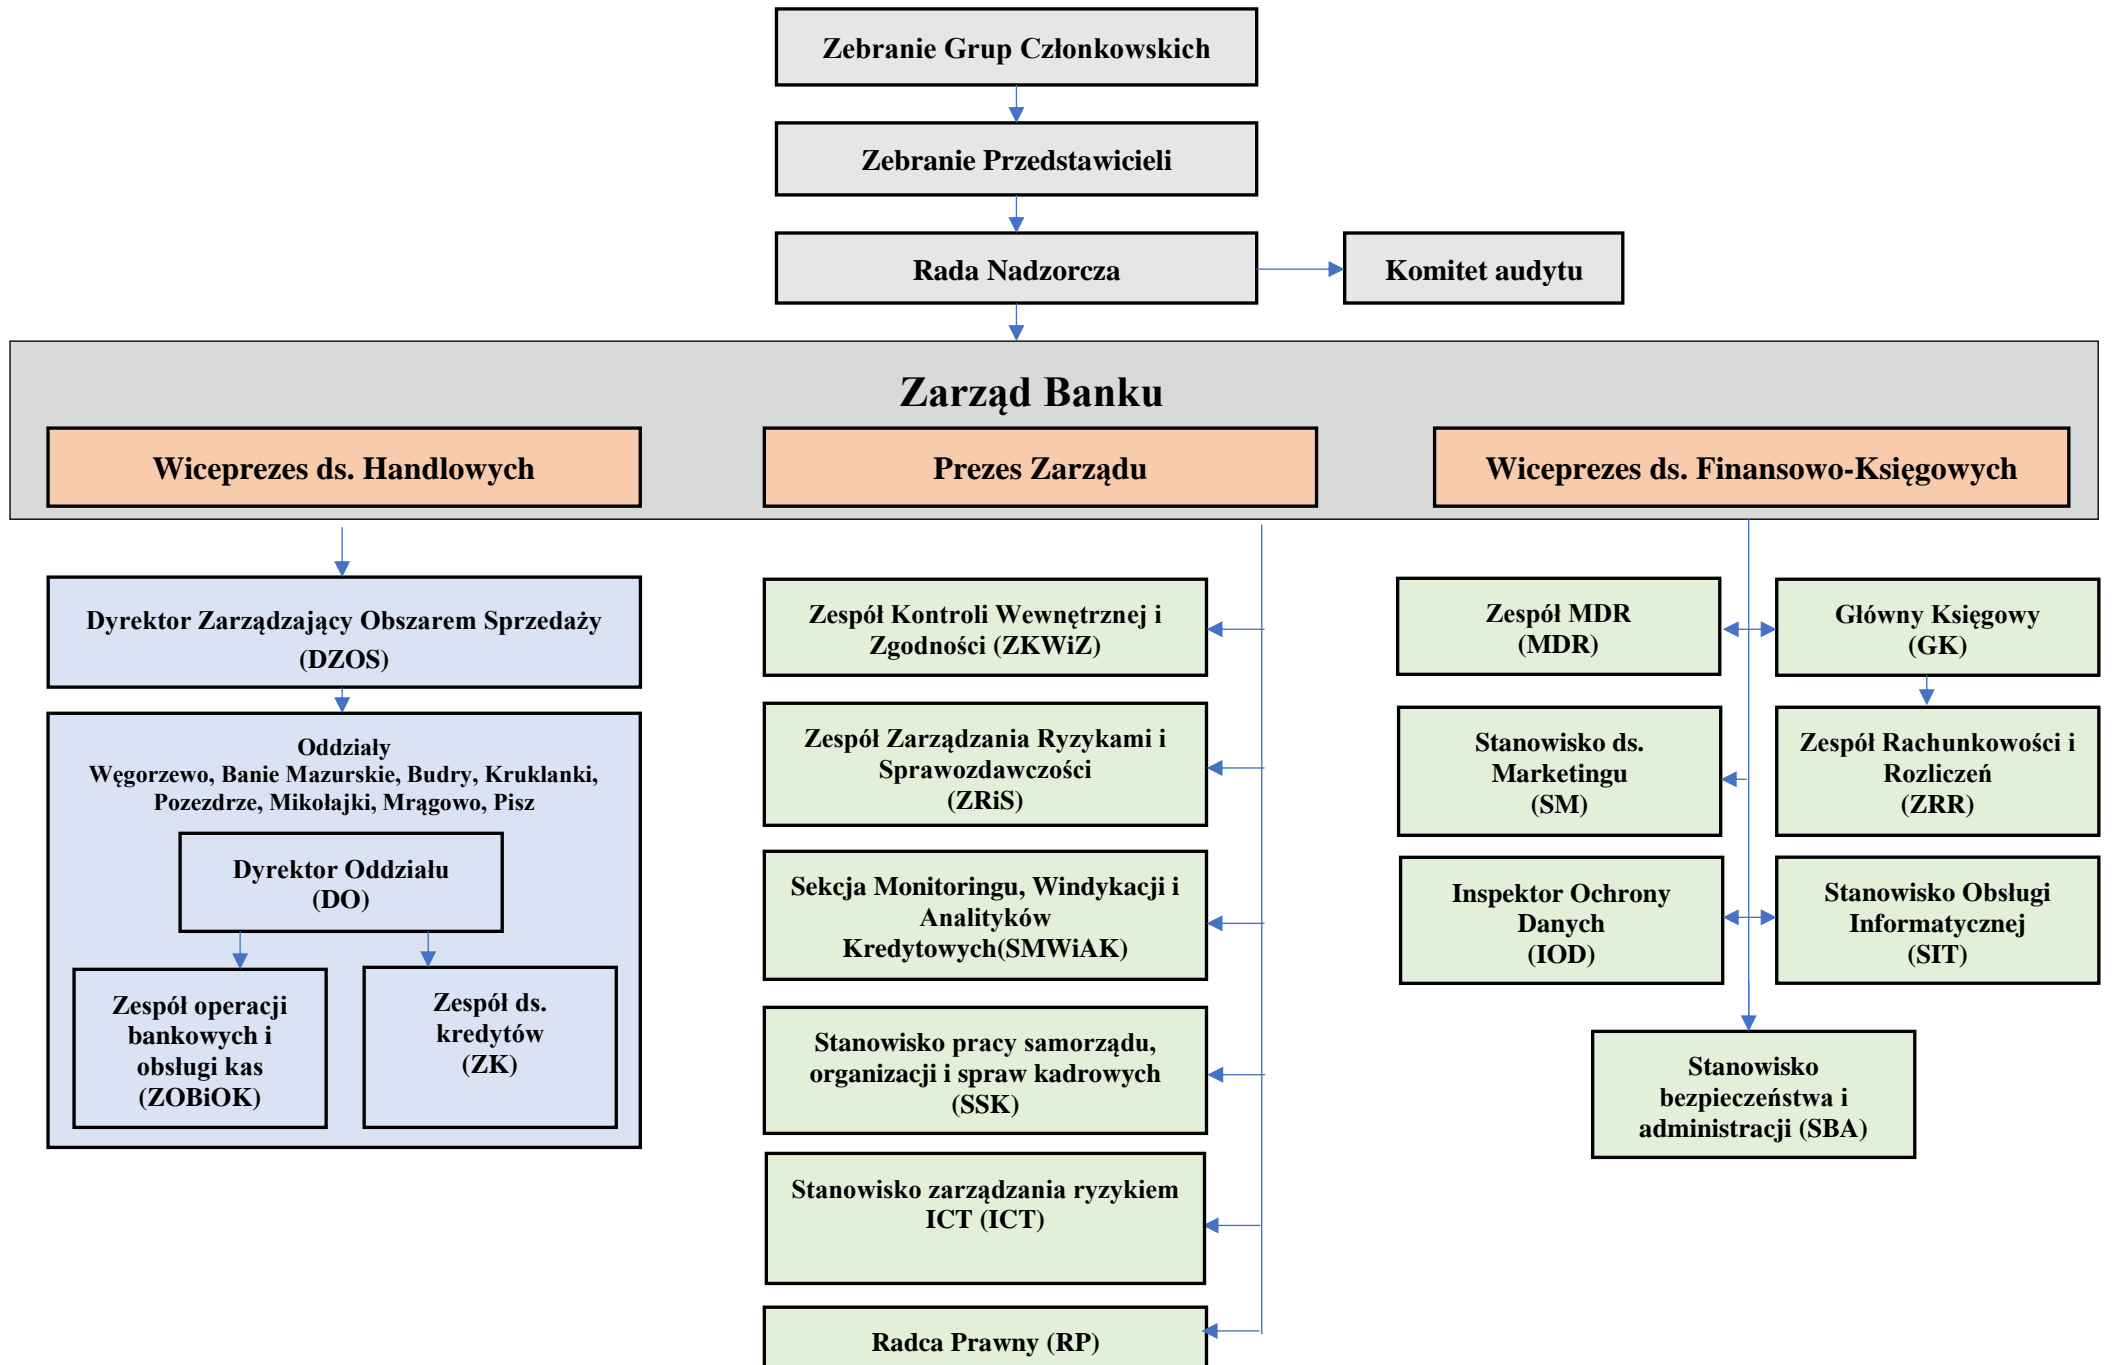 Zebranie Grup Członkowskich
Zebranie Przedstawicieli
Rada Nadzorcza
Komitet audytu
Zarząd Banku
Wiceprezes ds. Handlowych
Prezes Zarządu
Wiceprezes ds. Finansowo-Księgowych
Dyrektor Zarządzający Obszarem Sprzedaży
(DZOS)
Oddziały
Węgorzewo, Banie Mazurskie, Budry, Kruklanki,
Pozezdrze, Mikołajki, Mrągowo, Pisz
Dyrektor Oddziału
(DO)
Zespół operacji
bankowych i
obsługi kas
(ZOBiOK)
Zespół ds.
kredytów
(ZK)
Zespół Kontroli Wewnętrznej i
Zgodności (ZKWiZ)
Zespół Zarządzania Ryzykami i
Sprawozdawczości
(ZRiS)
Sekcja Monitoringu, Windykacji i
Analityków
Kredytowych(SMWiAK)
Stanowisko pracy samorządu,
organizacji i spraw kadrowych
(SSK)
Stanowisko zarządzania ryzykiem
ICT (ICT)
Radca Prawny (RP)
Zespół MDR
(MDR)
Główny Księgowy
(GK)
Stanowisko ds.
Marketingu
(SM)
Zespół Rachunkowości i
Rozliczeń
(ZRR)
Inspektor Ochrony
Danych
(IOD)
Stanowisko Obsługi
Informatycznej
(SIT)
Stanowisko
bezpieczeństwa i
administracji (SBA)